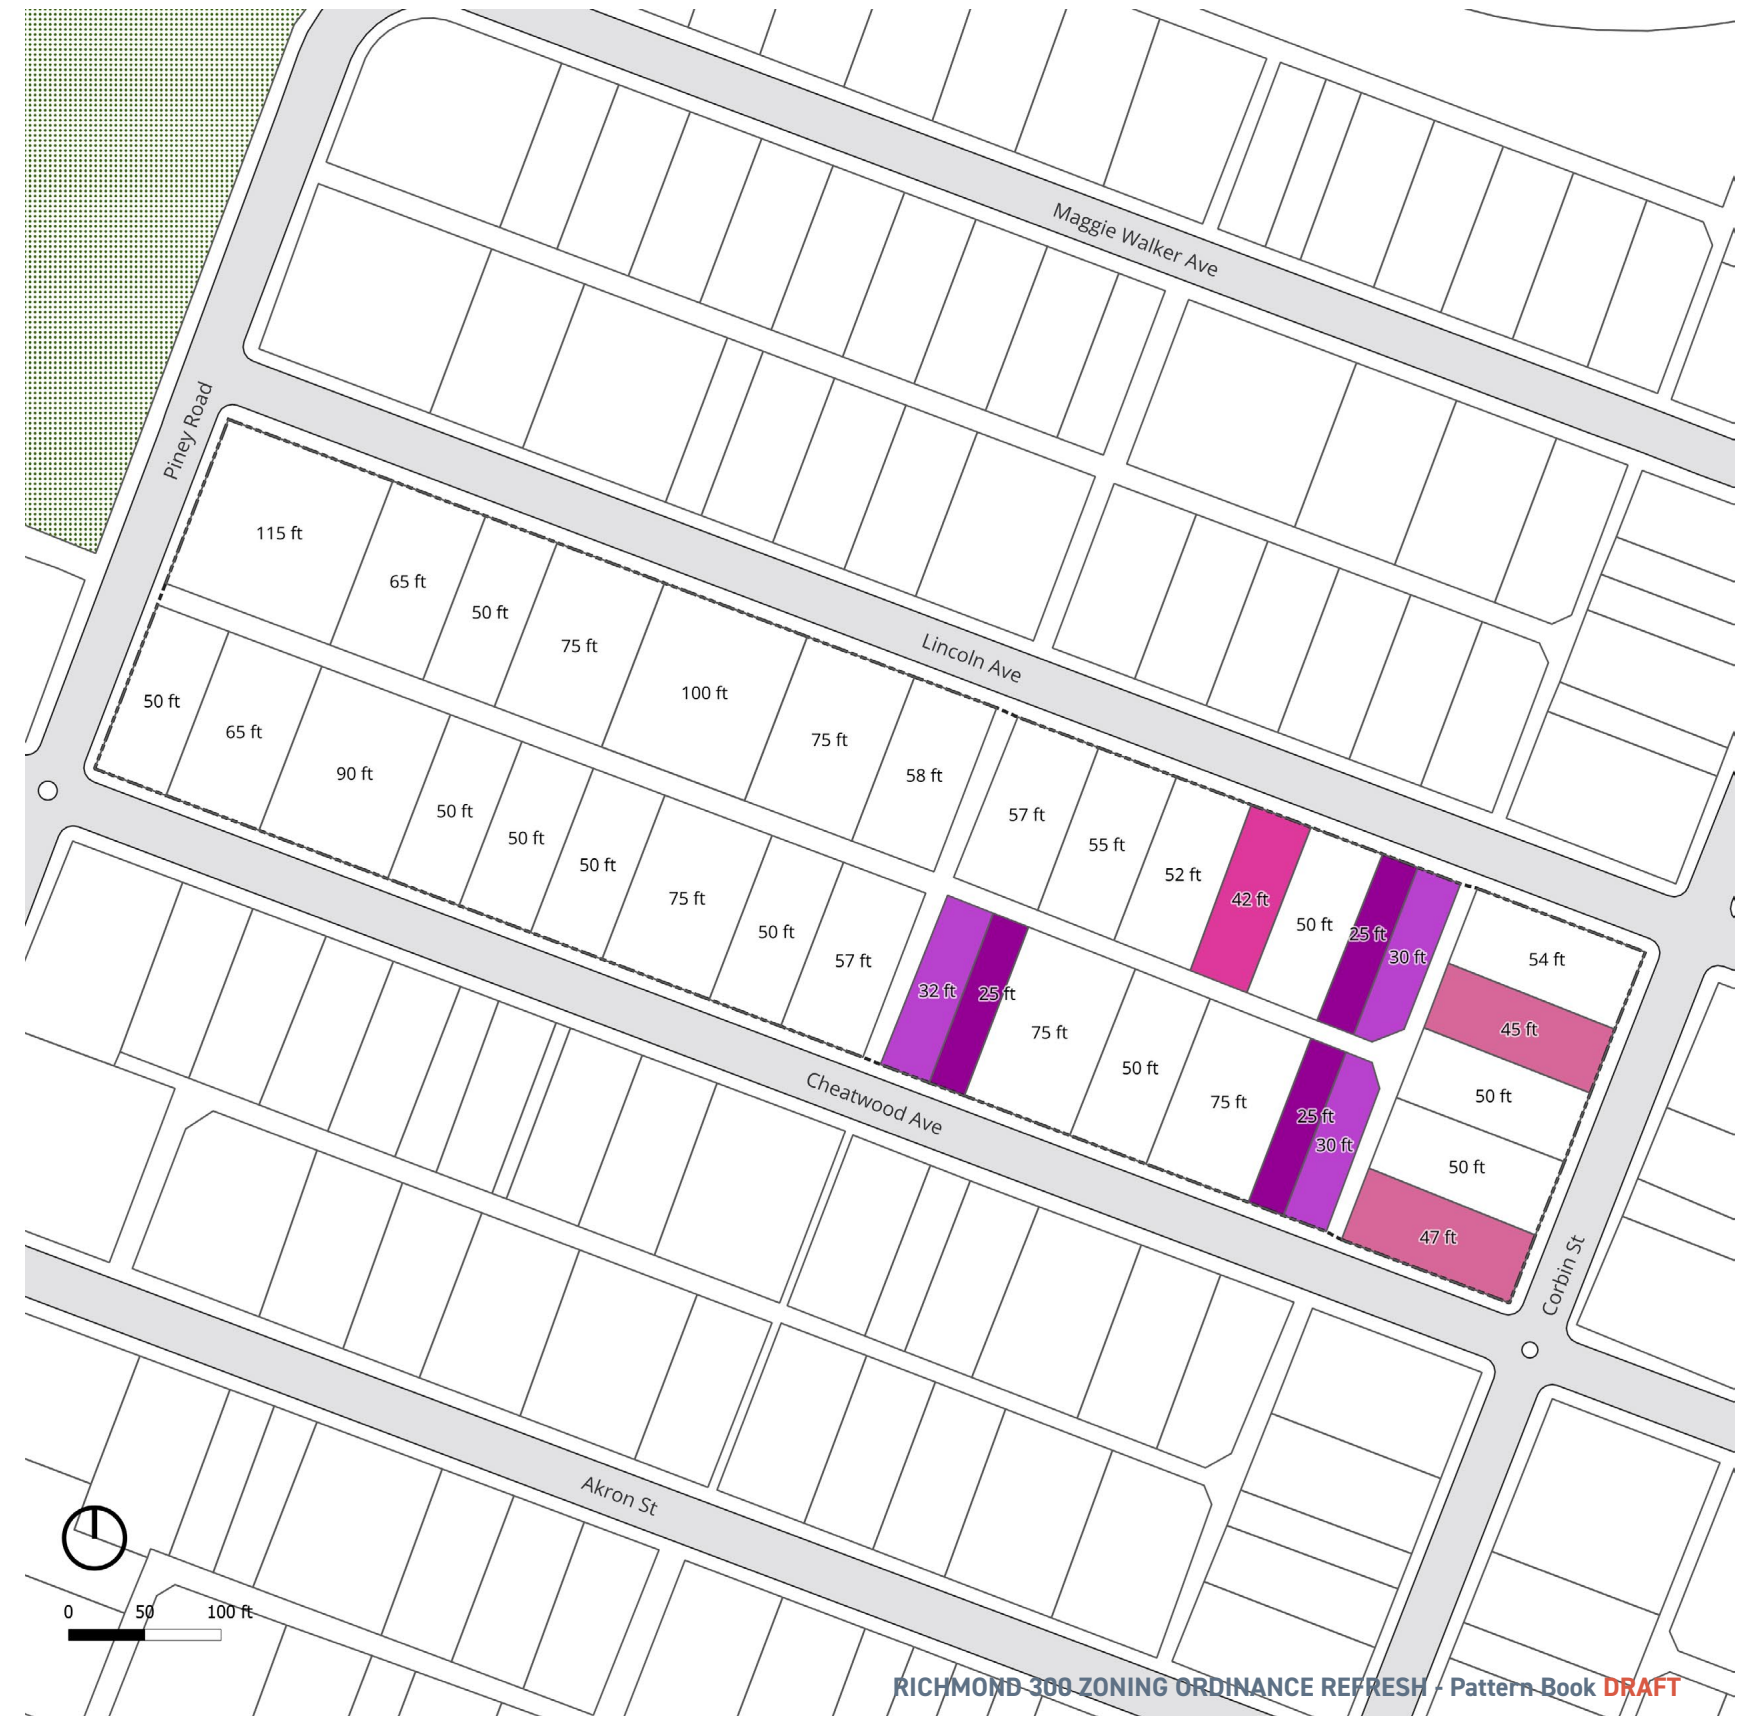 Maggie Walker Ave
Piney Road
115 ft
65 ft
50 ft
75 ft
100 ft
75 ft
58 ft
Lincoln Ave
57 ft
55 ft
52 ft
42 ft
50 ft
25 ft
30 ft
54 ft
45 ft
50 ft
50 ft
47 ft
50 ft
65 ft
90 ft
50 ft
50 ft
50 ft
75 ft
50 ft
57 ft
32 ft
25 ft
75 ft
50 ft
75 ft
25 ft
30 ft
Cheatwood Ave
Corbin St
Akron St
0 50 100 ft
RICHMOND 300 ZONING ORDINANCE REFRESH - Pattern Book DRAFT